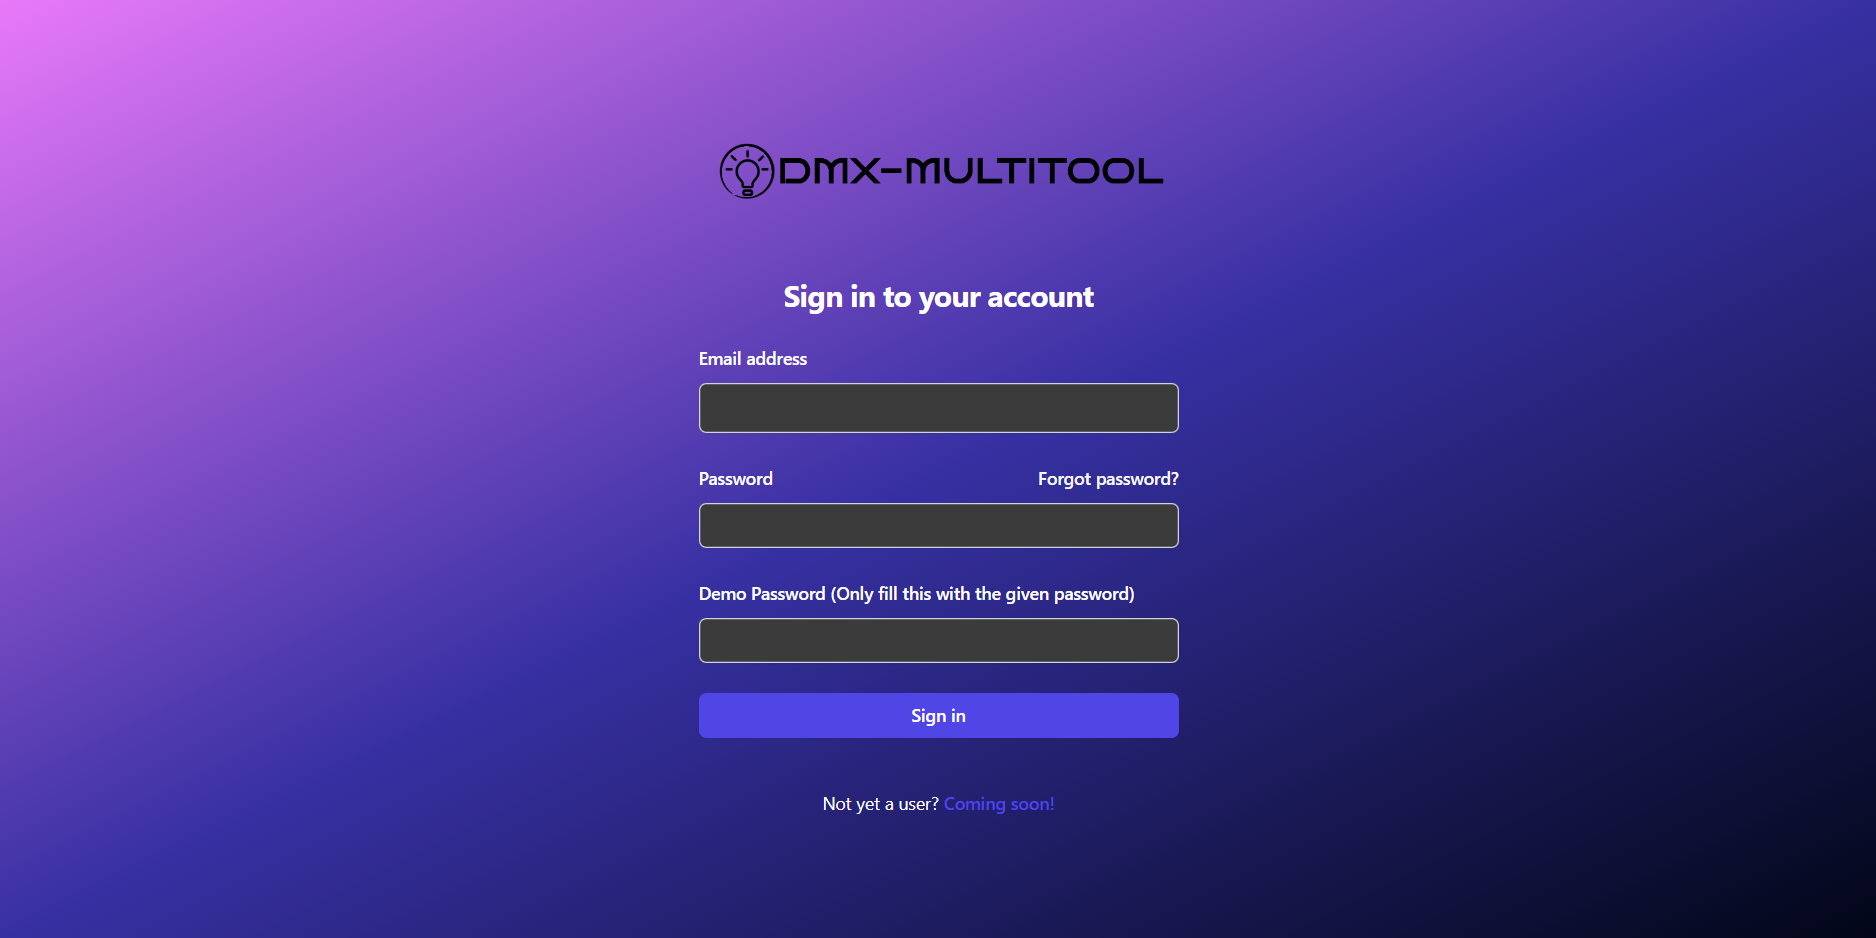 DMX-MULTITOOL
Sign in to your account
Email address
Password Forgot password?
Demo Password (Only fill this with the given password)
Sign in
Not yet a user? Coming soon!